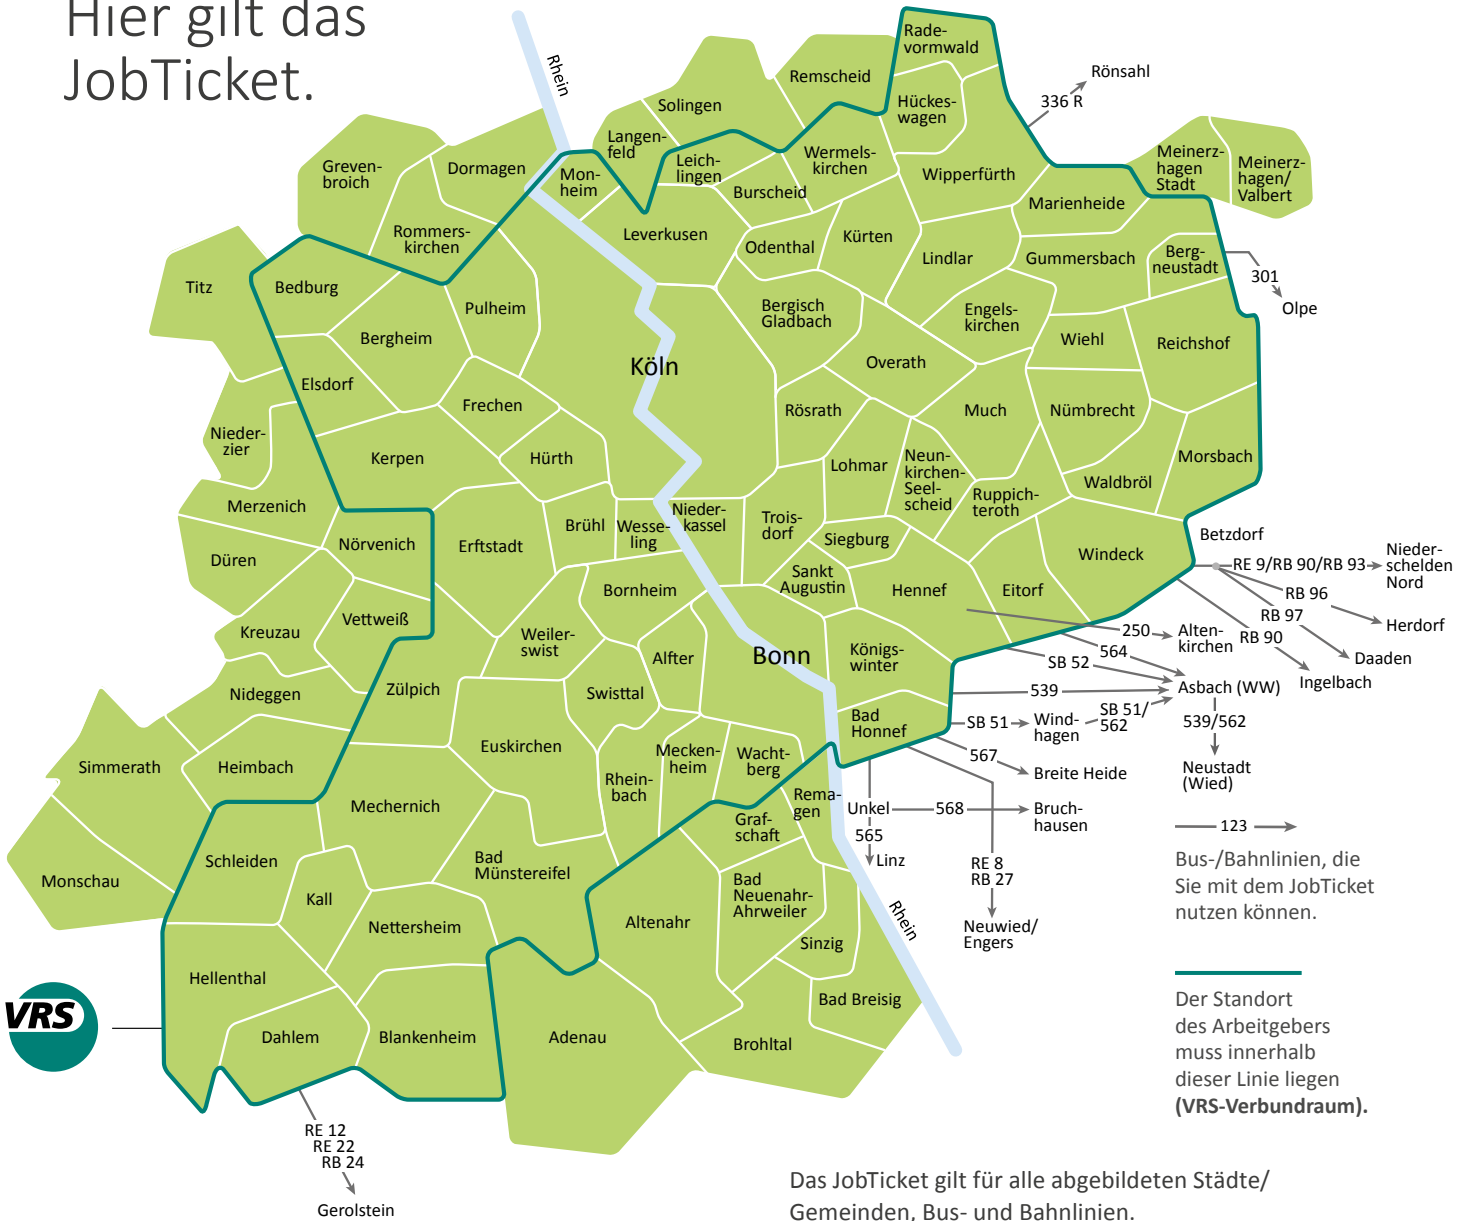 Hier gilt das
JobTicket.
Rhein
Rade-
vormwald
Remscheid
Solingen
Hückes-
wagen
336 R
Rönsahl
Langen-
feld
Leich-
lingen
Wermels-
kirchen
Wipperfürth
Meinerz-
hagen
Stadt
Meinerz-
hagen/
Valbert
Greven-
broich
Dormagen
Mon-
heim
Burscheid
Marienheide
Rommers-
kirchen
Leverkusen
Odenthal
Kürten
Lindlar
Gummersbach
Berg-
neustadt
301
Olpe
Titz
Bedburg
Pulheim
Bergheim
Bergisch
Gladbach
Engels-
kirchen
Wiehl
Reichshof
Köln
Overath
Elsdorf
Frechen
Rösrath
Much
Nümbrecht
Nieder-
zier
Kerpen
Hürth
Lohmar
Neun-
kirchen-
Seel-
scheid
Ruppich-
teroth
Waldbröl
Morsbach
Merzenich
Nörvenich
Erftstadt
Brühl
Wesse-
ling
Nieder-
kassel
Trois-
dorf
Siegburg
Windeck
Betzdorf
RE 9/RB 90/RB 93
Nieder-
schelden
Nord
RB 96
Herdorf
RB 97
Daaden
RB 90
Ingelbach
Düren
Sankt
Augustin
Hennef
Eitorf
Bornheim
Kreuzau
Vettweiß
Weiler-
swist
Alfter
Bonn
Königs-
winter
250
Alten-
kirchen
564
SB 52
539
Asbach (WW)
Nideggen
Zülpich
Swisttal
Bad
Honnef
SB 51
Wind-
hagen
SB 51/
562
539/562
Neustadt
(Wied)
567
Breite Heide
Simmerath
Heimbach
Euskirchen
Rhein-
bach
Mecken-
heim
Wacht-
berg
Mechernich
Rema-
gen
Unkel
568
Bruch-
hausen
565
Linz
RE 8
RB 27
Neuwied/
Engers
Graf-
schaft
Monschau
Schleiden
Kall
Bad
Münstereifel
Nettersheim
Altenahr
Bad
Neuenahr-
Ahrweiler
Sinzig
Rhein
Hellenthal
Bad Breisig
Dahlem
Blankenheim
Adenau
Brohltal
VRS
RE 12
RE 22
RB 24
Gerolstein
123
Bus-/Bahnlinien, die
Sie mit dem JobTicket
nutzen können.
Der Standort
des Arbeitgebers
muss innerhalb
dieser Linie liegen
(VRS-Verbundraum).
Das JobTicket gilt für alle abgebildeten Städte/
Gemeinden, Bus- und Bahnlinien.